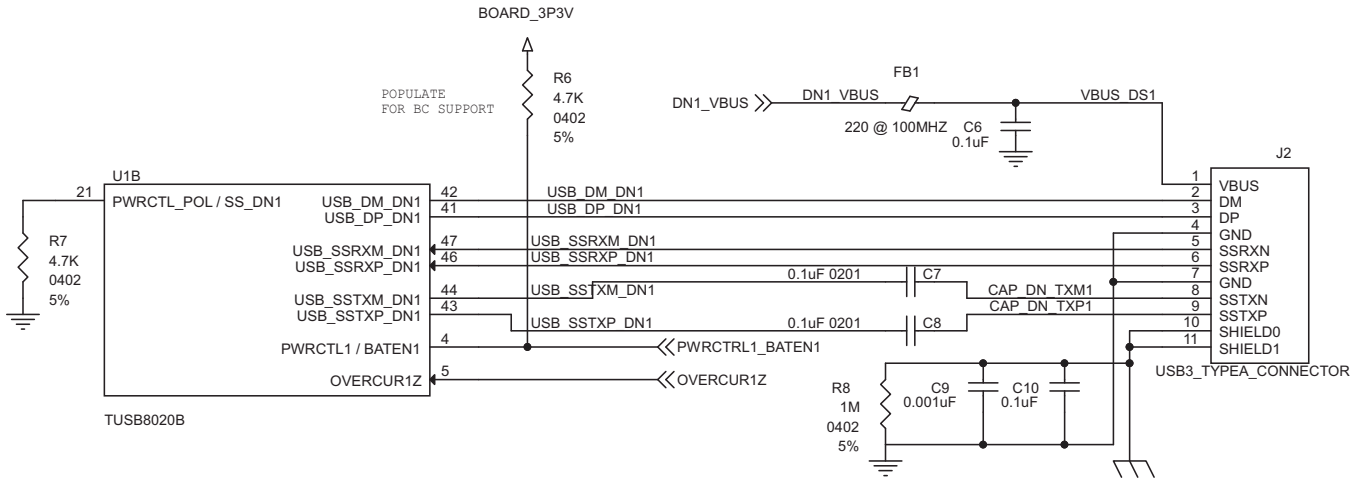 BOARD_3P3V
R6
4.7K
0402
5%
POPULATE
FOR BC SUPPORT
FB1
DN1_VBUS
DN1_VBUS
VBUS_DS1
220 @ 100MHZ
C6
0.1uF
J2
U1B
21
PWRCTL_POL / SS_DN1
USB_DM_DN1
42
USB_DM_DN1
USB_DP_DN1
41
USB_DP_DN1
USB_SSRXM_DN1
47
USB_SSRXM_DN1
USB_SSRXP_DN1
46
USB_SSRXP_DN1
USB_SSTXM_DN1
44
USB_SSTXM_DN1
USB_SSTXP_DN1
43
USB_SSTXP_DN1
PWRCTL1 / BATEN1
4
PWRCTRL1_BATEN1
OVERCUR1Z
5
OVERCUR1Z
TUSB8020B
R7
4.7K
0402
5%
0.1uF 0201
C7
CAP_DN_TXM1
0.1uF 0201
C8
CAP_DN_TXP1
1
VBUS
2
DM
3
DP
4
GND
5
SSRXN
6
SSRXP
7
GND
8
SSTXN
9
SSTXP
10
SHIELD0
11
SHIELD1
USB3_TYPEA_CONNECTOR
R8
1M
0402
5%
C9
0.001uF
C10
0.1uF